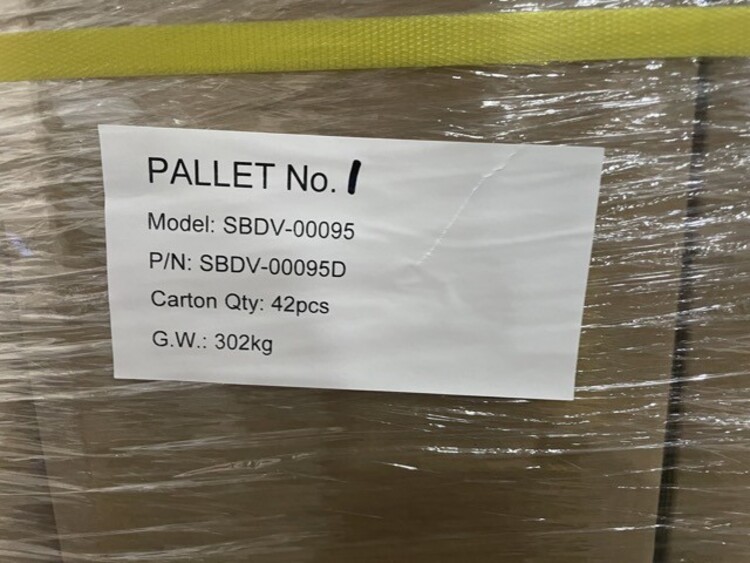 PALLET No. 1
Model: SBDV-00095
P/N: SBDV-00095D
Carton Qty: 42pcs
G.W.: 302kg